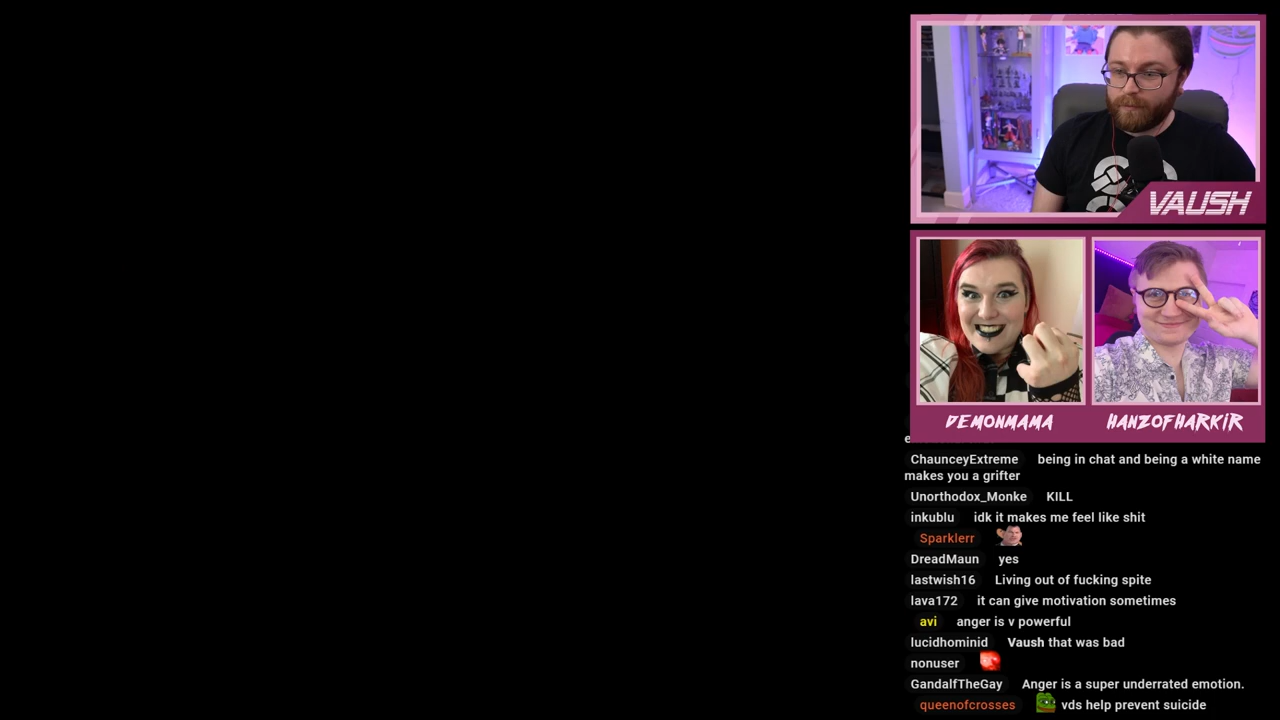 VAUSH
DEMONMAMA HANZOFHARKIR
ChaunceyExtreme being in chat and being a white name
makes you a grifter
Unorthodox_Monke KILL
inkublu idk it makes me feel like shit
Sparklerr
DreadMaun yes
lastwish16 Living out of fucking spite
lava172 it can give motivation sometimes
avi anger is v powerful
lucidhominid Vaush that was bad
nonuser
GandalfTheGay Anger is a super underrated emotion.
queenofcrosses vds help prevent suicide